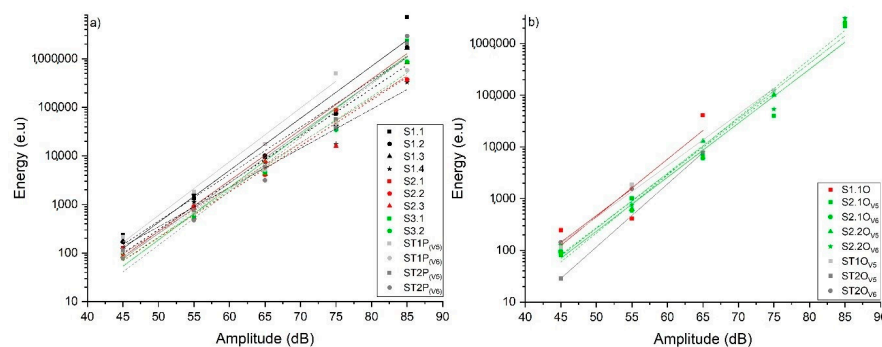 a)
Energy (e.u)
1,000,000
100,000
10,000
1000
100
10
40 45 50 55 60 65 70 75 80 85 90
Amplitude (dB)
S1.1
S1.2
S1.3
S1.4
S2.1
S2.2
S2.3
S3.1
S3.2
ST1P(V5)
ST1P(V6)
ST2P(V5)
ST2P(V6)
b)
Energy (e.u)
1,000,000
100,000
10,000
1000
100
10
40 45 50 55 60 65 70 75 80 85 90
Amplitude (dB)
S1.1O
S2.1OV5
S2.1OV6
S2.2OV5
S2.2OV6
ST1OV5
ST2OV5
ST2OV6